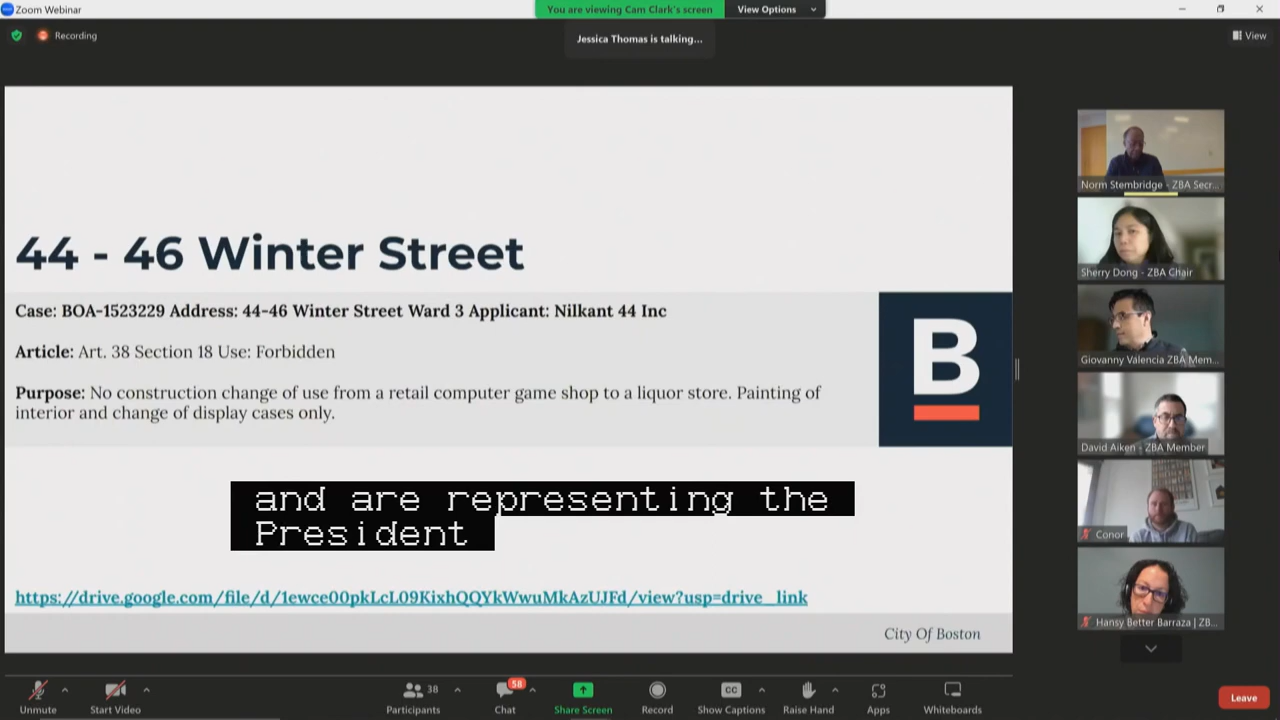 Zoom Webinar
You are viewing Cam Clark's screen
View Options
Recording
Jessica Thomas is talking...
View
44 - 46 Winter Street
Case: BOA-1523229 Address: 44-46 Winter Street Ward 3 Applicant: Nilkant 44 Inc
Article: Art. 38 Section 18 Use: Forbidden
Purpose: No construction change of use from a retail computer game shop to a liquor store. Painting of
interior and change of display cases only.
B
and are representing the
President
https://drive.google.com/file/d/1ewce00pkLcL09KixhQQYkWwuMkAzUJFd/view?usp=drive_link
City Of Boston
Norm Stembridge - ZBA Secr...
Sherry Dong - ZBA Chair
Giovanny Valencia ZBA Mem...
David Aiken - ZBA Member
Conor
Hansy Better Barraza | ZB...
Unmute
Start Video
38
Participants
58
Chat
Share Screen
Record
CC
Show Captions
Raise Hand
Apps
Whiteboards
Leave